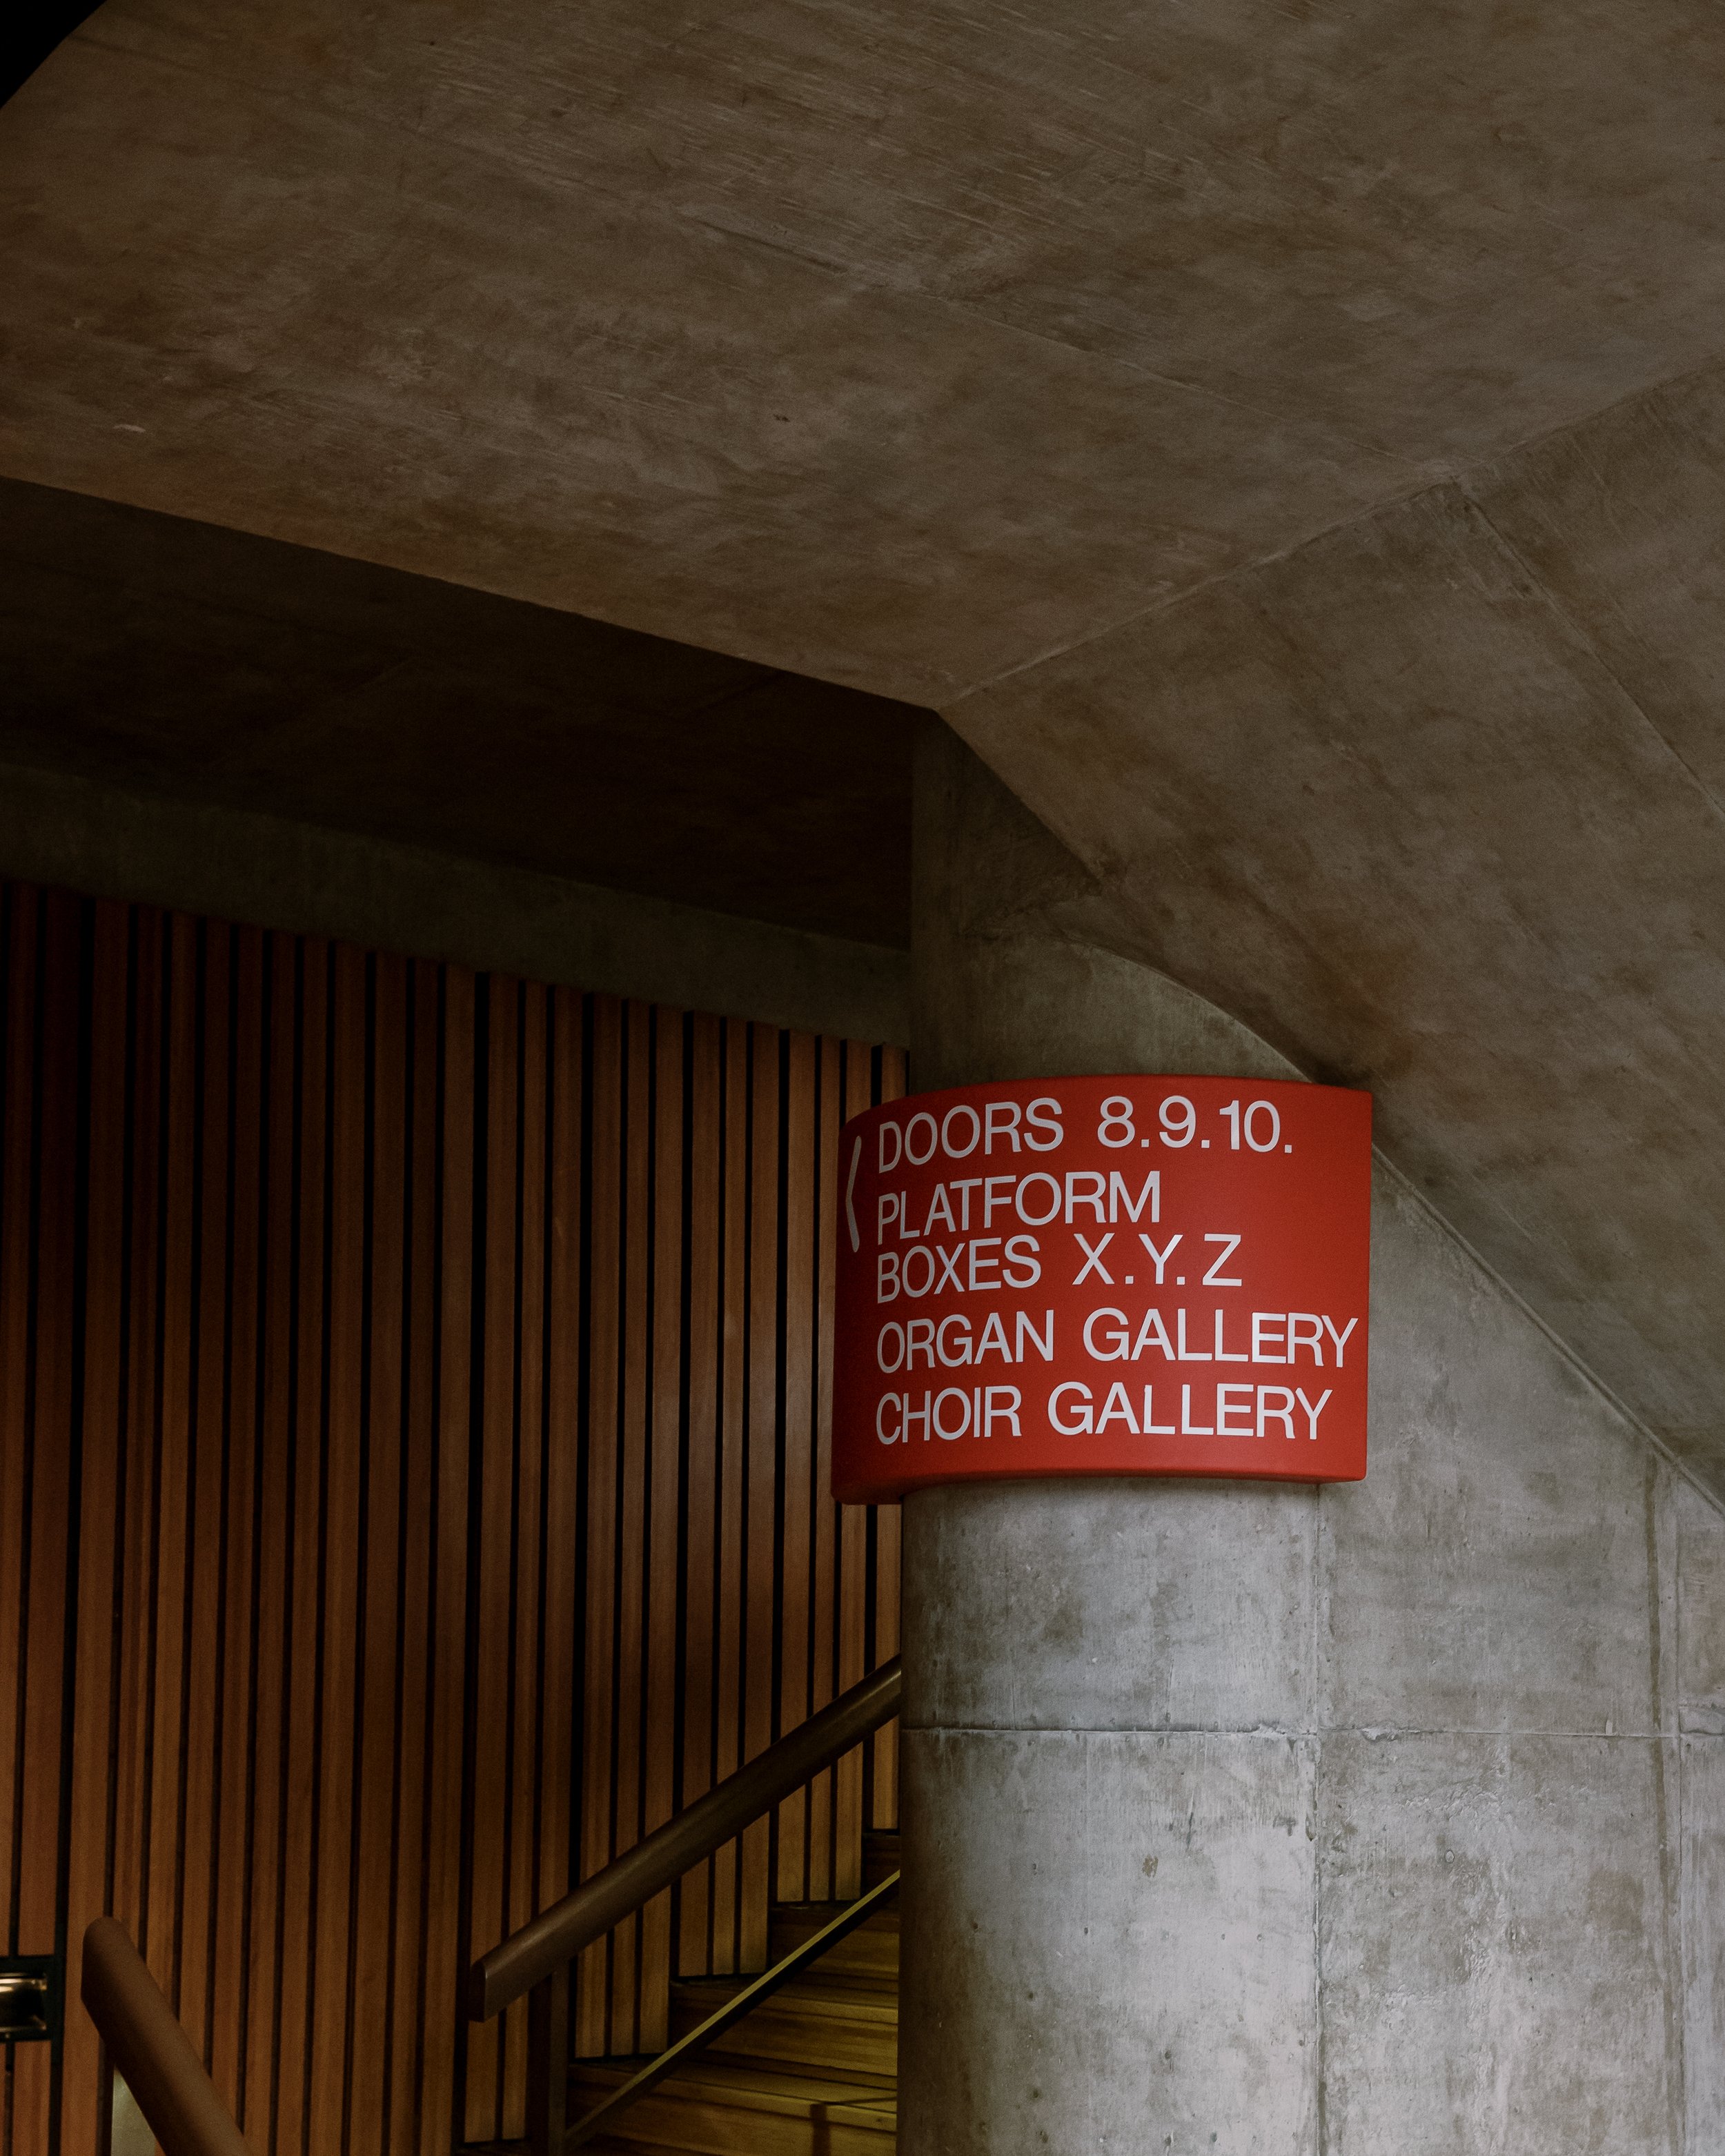 DOORS 8.9.10.
PLATFORM
BOXES X.Y.Z
ORGAN GALLERY
CHOIR GALLERY